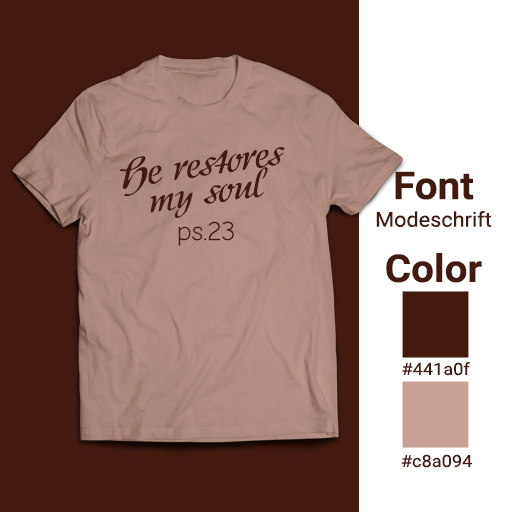 He restores
my soul
ps.23
Font
Modeschrift
Color
#441a0f
#c8a094